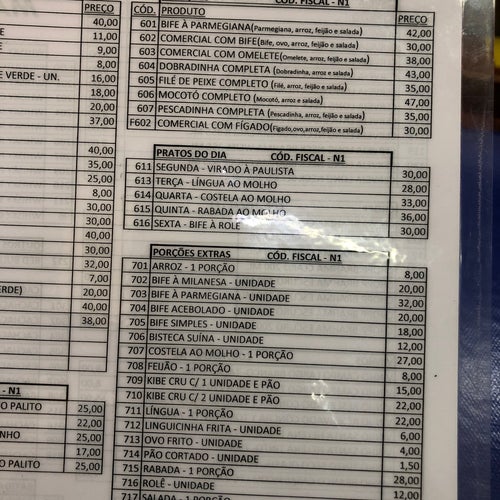 PREÇO
40,00
E 11,00
9,00
8,00
E VERDE - UN. 16,00
18,00
20,00
37,00
40,00
35,00
25,00
8,00
30,00
40,00
30,00
32,00
7,00
ERDE) 20,00
40,00
38,00
- N1
O PALITO 25,00
22,00
NHO 25,00
17,00
O PALITO 25,00
CÓD. FISCAL - N1
CÓD. PRODUTO PREÇO
601 BIFE À PARMEGIANA(Parmegiana, arroz, feijão e salada) 42,00
602 COMERCIAL COM BIFE(Bife, ovo, arroz, feijão e salada) 30,00
603 COMERCIAL COM OMELETE(Omelete, arroz, feijão e salada) 38,00
604 DOBRADINHA COMPLETA (Dobradinha, arroz e salada) 43,00
605 FILÉ DE PEIXE COMPLETO (Filé, arroz, feijão e salada) 35,00
606 MOCOTÓ COMPLETO (Mocotó, arroz e salada) 47,00
607 PESCADINHA COMPLETA (Pescadinha, arroz, feijão e salada) 35,00
F602 COMERCIAL COM FÍGADO(Fígado,ovo,arroz,feijão e salada) 30,00
PRATOS DO DIA CÓD. FISCAL - N1
611 SEGUNDA - VIRADO À PAULISTA 30,00
613 TERÇA - LÍNGUA AO MOLHO 28,00
614 QUARTA - COSTELA AO MOLHO 33,00
615 QUINTA - RABADA AO MOLHO 36,00
616 SEXTA - BIFE À ROLE 30,00
PORÇÕES EXTRAS CÓD. FISCAL - N1
701 ARROZ - 1 PORÇÃO 8,00
702 BIFE À MILANESA - UNIDADE 20,00
703 BIFE À PARMEGIANA - UNIDADE 32,00
704 BIFE ACEBOLADO - UNIDADE 20,00
705 BIFE SIMPLES - UNIDADE 18,00
706 BISTECA SUÍNA - UNIDADE 12,00
707 COSTELA AO MOLHO - 1 PORÇÃO 27,00
708 FEIJÃO - 1 PORÇÃO 8,00
709 KIBE CRU C/ 1 UNIDADE E PÃO 15,00
710 KIBE CRU C/ 2 UNIDADE E PÃO 22,00
711 LÍNGUA - 1 PORÇÃO 22,00
712 LINGUICINHA FRITA - UNIDADE 6,00
713 OVO FRITO - UNIDADE 4,00
714 PÃO CORTADO - UNIDADE 1,50
715 RABADA - 1 PORÇÃO 28,00
716 ROLÊ - UNIDADE 12,00
717 SALADA - 1 PORÇÃO